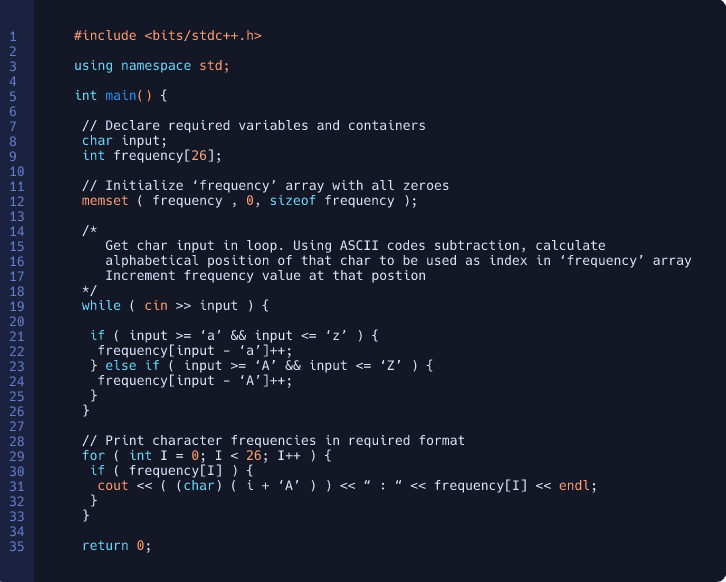 1 #include <bits/stdc++.h>
2
3 using namespace std;
4
5 int main() {
6
7 // Declare required variables and containers
8 char input;
9 int frequency[26];
10
11 // Initialize ‘frequency’ array with all zeroes
12 memset ( frequency , 0, sizeof frequency );
13
14 /*
15 Get char input in loop. Using ASCII codes subtraction, calculate
16 alphabetical position of that char to be used as index in ‘frequency’ array
17 Increment frequency value at that postion
18 */
19 while ( cin >> input ) {
20
21 if ( input >= ‘a’ && input <= ‘z’ ) {
22 frequency[input - ‘a’]++;
23 } else if ( input >= ‘A’ && input <= ‘Z’ ) {
24 frequency[input - ‘A’]++;
25 }
26 }
27
28 // Print character frequencies in required format
29 for ( int I = 0; I < 26; I++ ) {
30 if ( frequency[I] ) {
31 cout << ( (char) ( i + ‘A’ ) ) << “ : “ << frequency[I] << endl;
32 }
33 }
34
35 return 0;